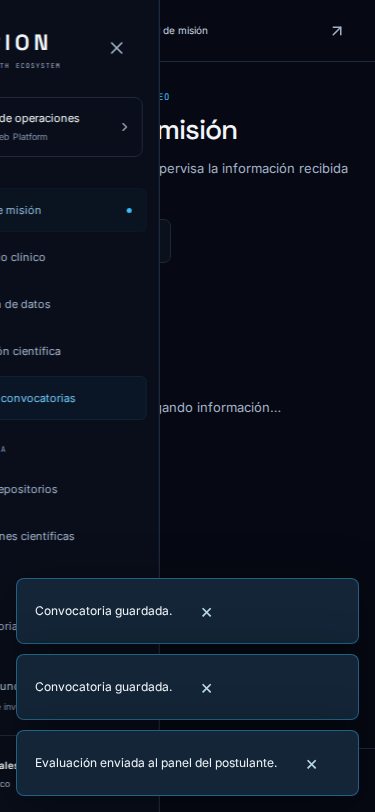 ION
TH ECOSYSTEM
de operaciones
eb Platform
e misión
o clínico
n de datos
ón científica
convocatorias
A
epositorios
nes científicas
de misión
EO
misión
pervisa la información recibida
gando información...
Convocatoria guardada.
Convocatoria guardada.
Evaluación enviada al panel del postulante.